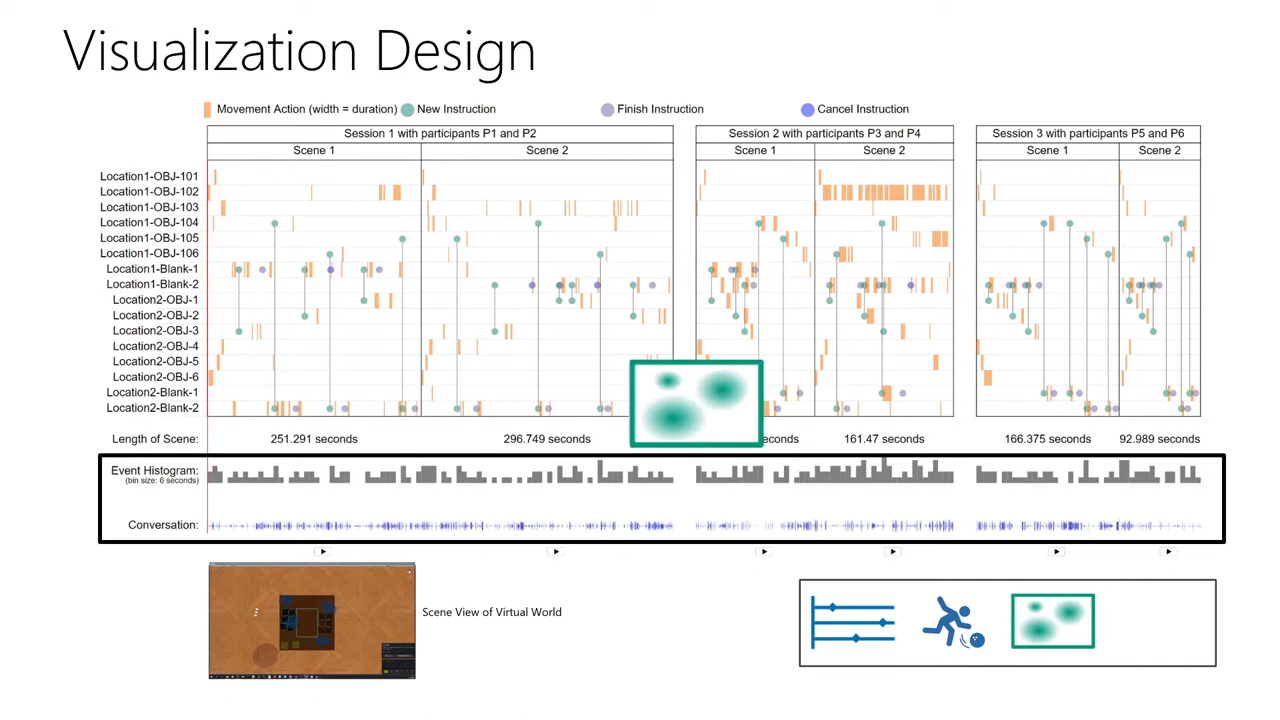 Visualization Design
Movement Action (width = duration) New Instruction Finish Instruction Cancel Instruction
Session 1 with participants P1 and P2 Session 2 with participants P3 and P4 Session 3 with participants P5 and P6
Scene 1 Scene 2 Scene 1 Scene 2 Scene 1 Scene 2
Location1-OBJ-101
Location1-OBJ-102
Location1-OBJ-103
Location1-OBJ-104
Location1-OBJ-105
Location1-OBJ-106
Location1-Blank-1
Location1-Blank-2
Location2-OBJ-1
Location2-OBJ-2
Location2-OBJ-3
Location2-OBJ-4
Location2-OBJ-5
Location2-OBJ-6
Location2-Blank-1
Location2-Blank-2
Length of Scene: 251.291 seconds 296.749 seconds seconds 161.47 seconds 166.375 seconds 92.989 seconds
Event Histogram:
(bin size: 6 seconds)
Conversation:
Scene View of Virtual World